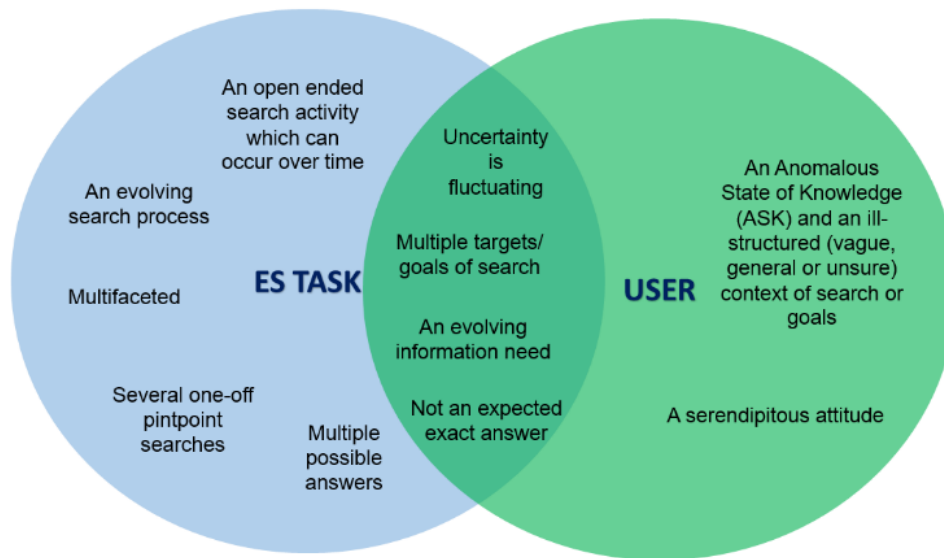 An open ended
search activity
which can
occur over time
An evolving
search process
Multifaceted
ES TASK
Several one-off
pintpoint
searches
Multiple
possible
answers
Uncertainty
is
fluctuating
Multiple targets/
goals of search
An evolving
information need
Not an expected
exact answer
USER
An Anomalous
State of Knowledge
(ASK) and an ill-
structured (vague,
general or unsure)
context of search or
goals
A serendipitous attitude